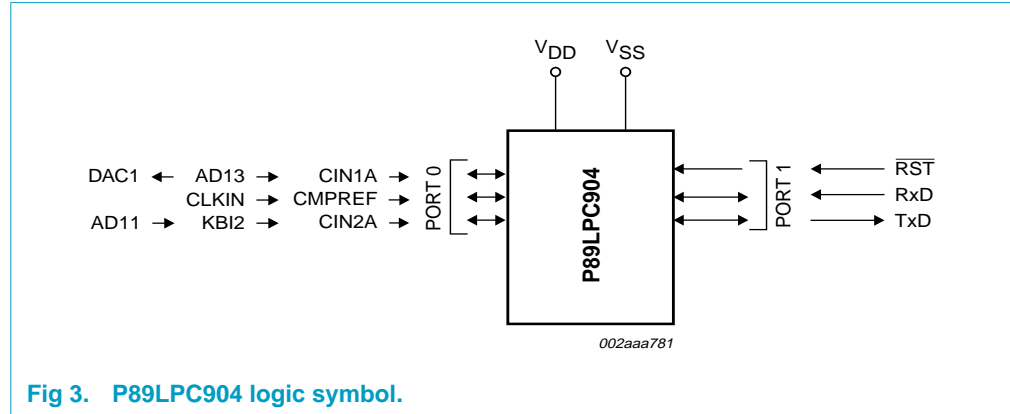 VDD VSS
DAC1 AD13 CIN1A
CLKIN CMPREF
AD11 KBI2 CIN2A
PORT 0
P89LPC904
PORT 1
RST
RxD
TxD
002aaa781
Fig 3. P89LPC904 logic symbol.